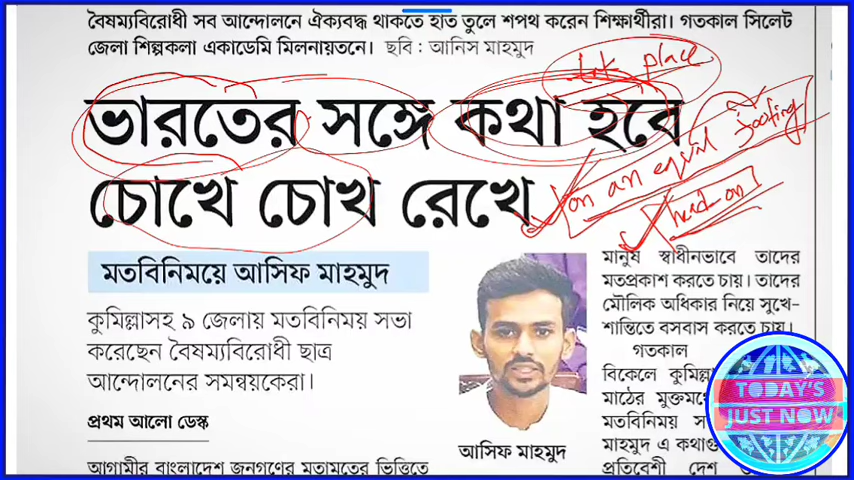 বৈষম্যবিরোধী সব আন্দোলনে ঐক্যবদ্ধ থাকতে হাত তুলে শপথ করেন শিক্ষার্থীরা। গতকাল সিলেট
জেলা শিল্পকলা একাডেমি মিলনায়তনে। ছবি : আনিস মাহমুদ
take place
ভারতের সঙ্গে কথা হবে
চোখে চোখ রেখে
on an equal footing
head-on
মতবিনিময়ে আসিফ মাহমুদ
কুমিল্লাসহ ৯ জেলায় মতবিনিময় সভা
করেছেন বৈষম্যবিরোধী ছাত্র
আন্দোলনের সমন্বয়কেরা।
প্রথম আলো ডেস্ক
আগামীর বাংলাদেশ জনগণের মতামতের ভিত্তিতে
আসিফ মাহমুদ
মানুষ স্বাধীনভাবে তাদের
মতপ্রকাশ করতে চায়। তাদের
মৌলিক অধিকার নিয়ে সুখে-
শান্তিতে বসবাস করতে চায়।
গতকাল
বিকেলে
মাঠের
মতবিনিময়
মাহমুদ এ
প্রতিবেশী দেশ
TODAY'S
JUST NOW